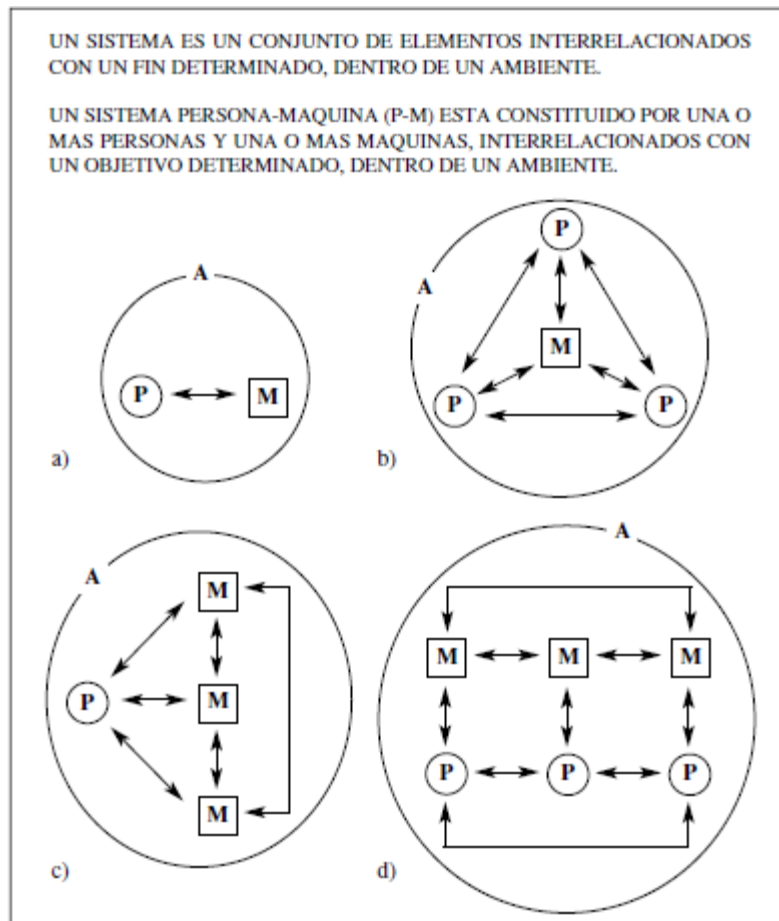 UN SISTEMA ES UN CONJUNTO DE ELEMENTOS INTERRELACIONADOS
CON UN FIN DETERMINADO, DENTRO DE UN AMBIENTE.
UN SISTEMA PERSONA-MAQUINA (P-M) ESTA CONSTITUIDO POR UNA O
MAS PERSONAS Y UNA O MAS MAQUINAS, INTERRELACIONADOS CON
UN OBJETIVO DETERMINADO, DENTRO DE UN AMBIENTE.
A
P M
a)
P
A
M
P P
b)
A
M
P M
M
c)
A
M M M
P P P
d)